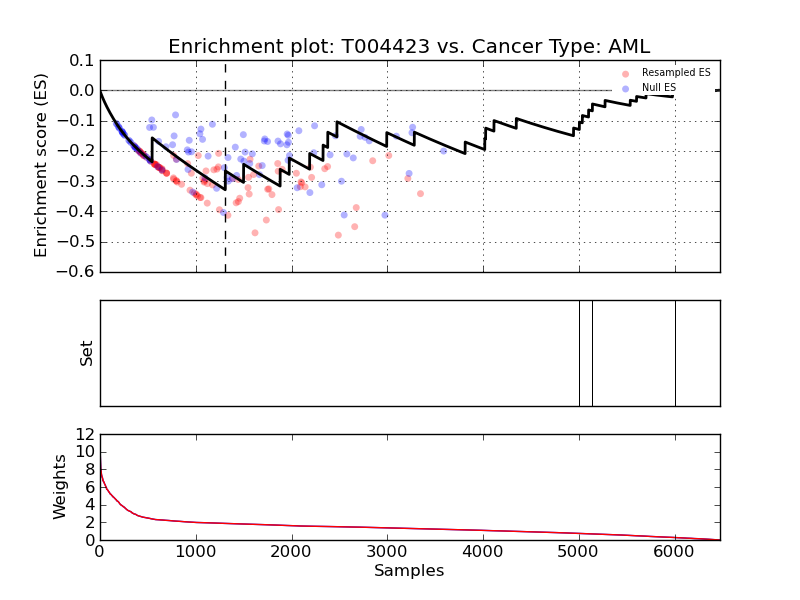 Enrichment plot: T004423 vs. Cancer Type: AML
0.1
0.0
−0.1
−0.2
−0.3
−0.4
−0.5
−0.6
Enrichment score (ES)
Resampled ES
Null ES
Set
12
10
8
6
4
2
0
Weights
0 1000 2000 3000 4000 5000 6000
Samples